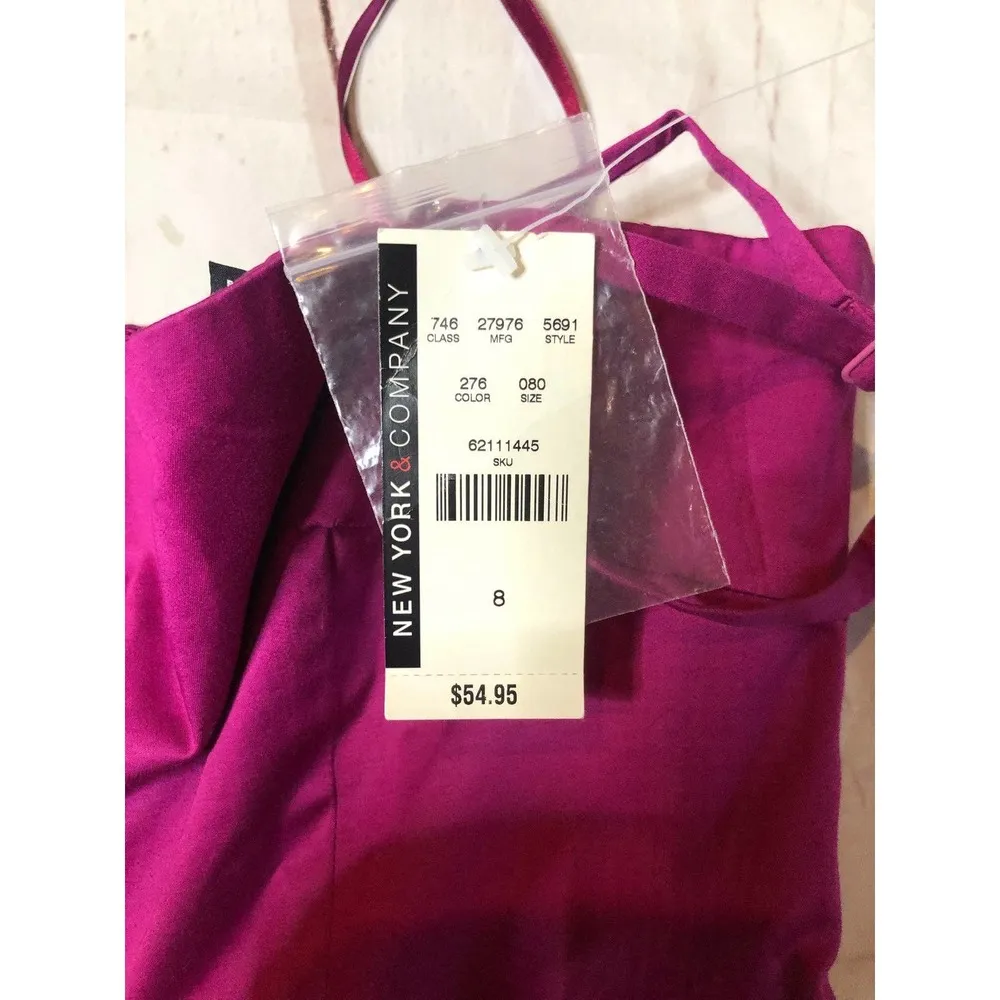 NEW YORK & COMPANY
746 27976 5691
CLASS MFG STYLE
276 080
COLOR SIZE
62111445
SKU
8
$54.95